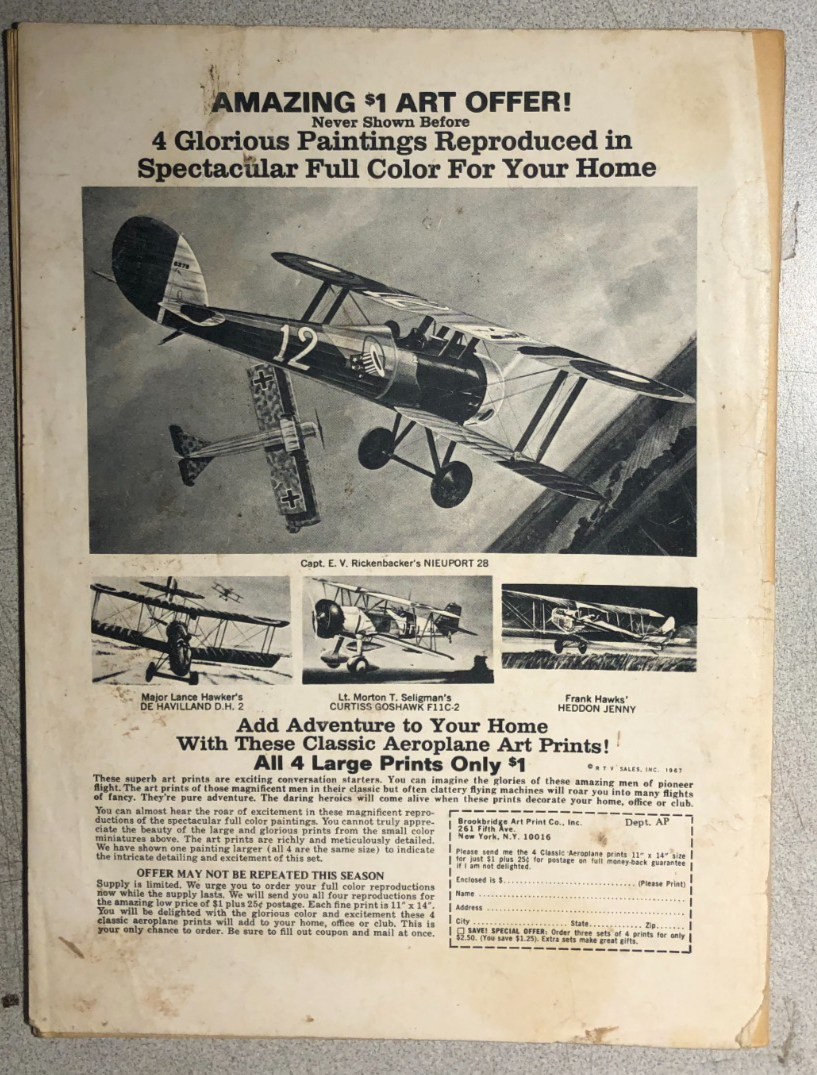 AMAZING $1 ART OFFER!
Never Shown Before
4 Glorious Paintings Reproduced in
Spectacular Full Color For Your Home
6279
12
Capt. E. V. Rickenbacker's NIEUPORT 28
Major Lance Hawker's
DE HAVILLAND D.H. 2
Lt. Morton T. Seligman's
CURTISS GOSHAWK F11C-2
Frank Hawks'
HEDDON JENNY
Add Adventure to Your Home
With These Classic Aeroplane Art Prints!
All 4 Large Prints Only $1
© R T V SALES, INC. 1967
These superb art prints are exciting conversation starters. You can imagine the glories of these amazing men of pioneer
flight. The art prints of those magnificent men in their classic but often clattery flying machines will roar you into many flights
of fancy. They're pure adventure. The daring heroics will come alive when these prints decorate your home, office or club.
You can almost hear the roar of excitement in these magnificent repro-
ductions of the spectacular full color paintings. You cannot truly appre-
ciate the beauty of the large and glorious prints from the small color
miniatures above. The art prints are richly and meticulously detailed.
We have shown one painting larger (all 4 are the same size) to indicate
the intricate detailing and excitement of this set.
OFFER MAY NOT BE REPEATED THIS SEASON
Supply is limited. We urge you to order your full color reproductions
now while the supply lasts. We will send you all four reproductions for
the amazing low price of $1 plus 25¢ postage. Each fine print is 11" x 14".
You will be delighted with the glorious color and excitement these 4
classic aeroplane prints will add to your home, office or club. This is
your only chance to order. Be sure to fill out coupon and mail at once.
Brookbridge Art Print Co., Inc. Dept. AP
261 Fifth Ave.
New York, N.Y. 10016
Please send me the 4 Classic Aeroplane prints 11" x 14" size
for just $1 plus 25¢ for postage on full money-back guarantee
if I am not delighted.
Enclosed is $ (Please Print)
Name
Address
City State Zip
SAVE! SPECIAL OFFER: Order three sets of 4 prints for only
$2.50. (You save $1.25). Extra sets make great gifts.